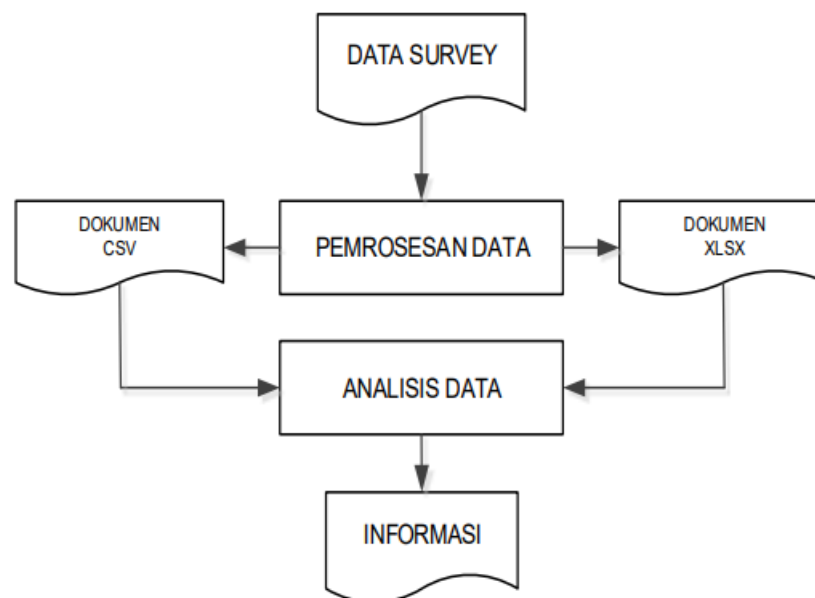 DATA SURVEY
DOKUMEN
CSV
PEMROSESAN DATA
DOKUMEN
XLSX
ANALISIS DATA
INFORMASI